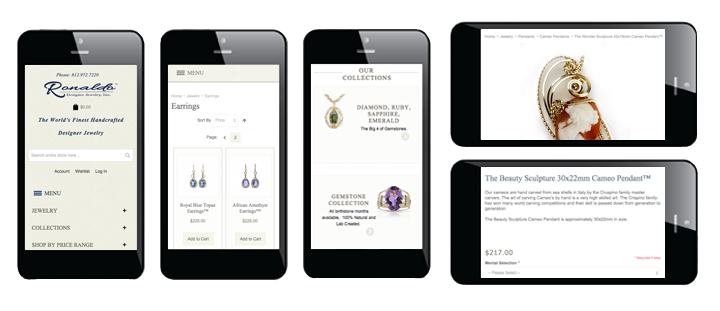 Phone: 812.972.7220
Ronaldo™
Designer Jewelry, Inc.
$0.00
The World's Finest Handcrafted
Designer Jewelry
Search entire store here...
Account Wishlist Log In
MENU
JEWELRY +
COLLECTIONS +
SHOP BY PRICE RANGE +
MENU
Home > Jewelry > Earrings
Earrings
Sort By Price
Page: < 2
Royal Blue Topaz
Earrings™
$225.00
Add to Cart
African Amethyst
Earrings™
$225.00
Add to Cart
OUR
COLLECTIONS
DIAMOND, RUBY,
SAPPHIRE,
EMERALD
The Big 4 of Gemstones.
GEMSTONE
COLLECTION
All birthstone months
available. 100% Natural and
Lab Created.
Home > Jewelry > Pendants > Cameo Pendants > The Wonder Sculpture 30x18mm Cameo Pendant™
The Beauty Sculpture 30x22mm Cameo Pendant™
Our cameos are hand carved from sea shells in Italy by the Ciruspino family master
carvers. The art of carving Cameo's by hand is a very high skilled art. The Cirispino family
has won many world carving competitions and their skill is passed down from generation to
generation.
The Beauty Sculpture Cameo Pendant is approximately 30x22mm in size.
$217.00
* Required Fields
Mental Selection *
-- Please Select --